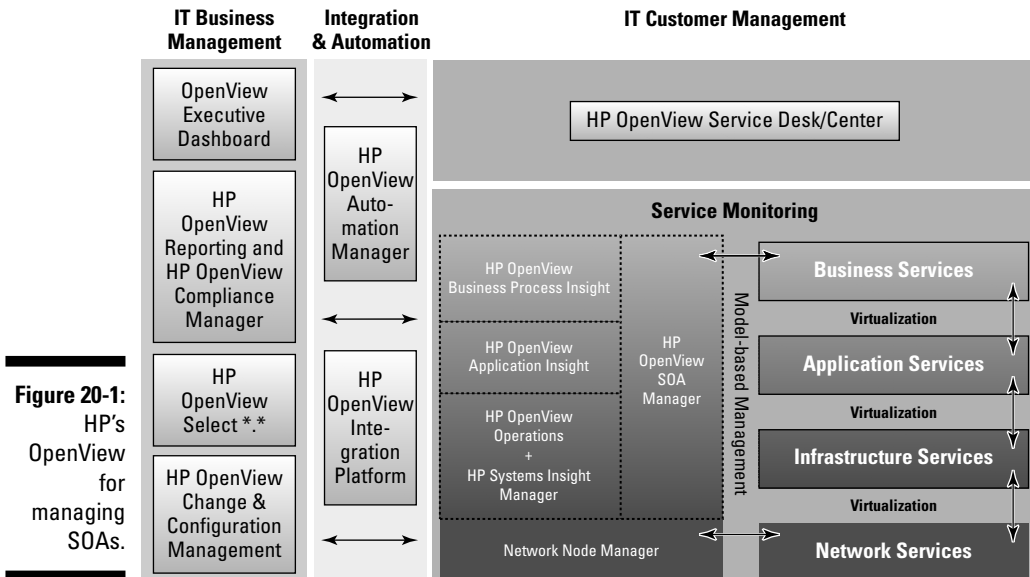 IT Business
Management
Integration
& Automation
IT Customer Management
OpenView
Executive
Dashboard
HP
OpenView
Reporting and
HP OpenView
Compliance
Manager
HP
OpenView
Select *.*
HP OpenView
Change &
Configuration
Management
HP
OpenView
Auto-
mation
Manager
HP
OpenView
Inte-
gration
Platform
HP OpenView Service Desk/Center
Service Monitoring
HP OpenView
Business Process Insight
HP OpenView
Application Insight
HP OpenView
Operations
+
HP Systems Insight
Manager
HP
OpenView
SOA
Manager
Network Node Manager
Model-based Management
Business Services
Virtualization
Application Services
Virtualization
Infrastructure Services
Virtualization
Network Services
Figure 20-1:
HP's
OpenView
for
managing
SOAs.